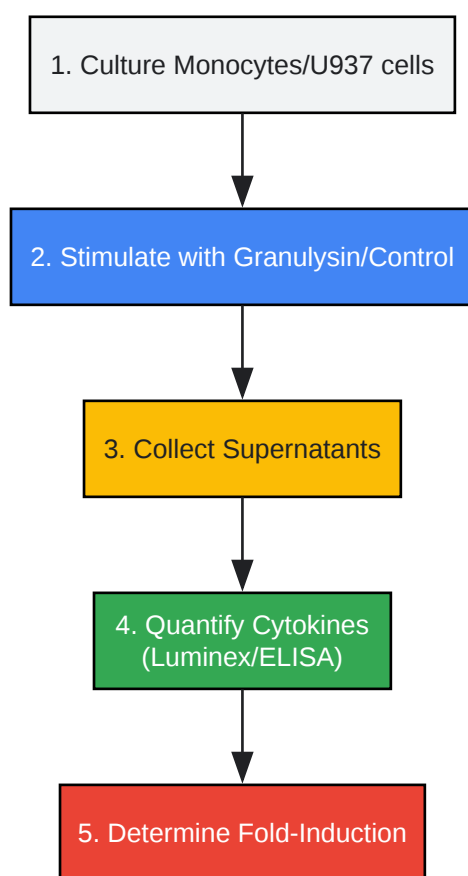 1. Culture Monocytes/U937 cells
2. Stimulate with Granulysin/Control
3. Collect Supernatants
4. Quantify Cytokines
(Luminex/ELISA)
5. Determine Fold-Induction